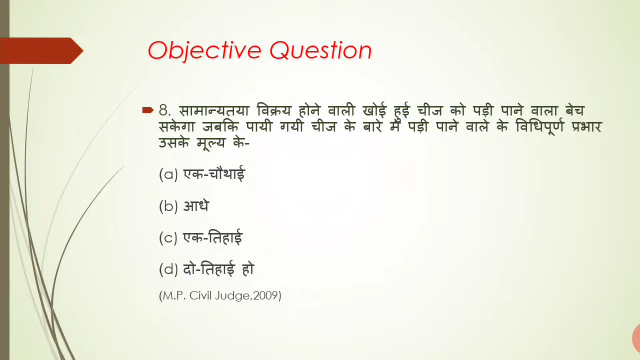 Objective Question
8. सामान्यतया विक्रय होने वाली खोई हुई चीज को पड़ी पाने वाला बेच
सकेगा जबकि पायी गयी चीज के बारे में पड़ी पाने वाले के विधिपूर्ण प्रभार
उसके मूल्य के-
(a) एक-चौथाई
(b) आधे
(c) एक-तिहाई
(d) दो-तिहाई हो
(M.P. Civil Judge,2009)